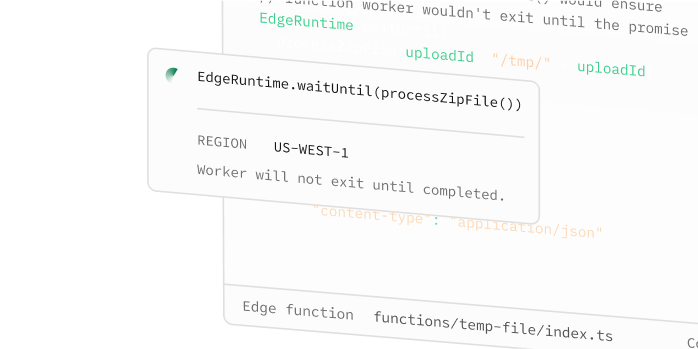 would ensure
// function worker wouldn't exit until the promise
EdgeRuntime
uploadId "/tmp/" uploadId
EdgeRuntime.waitUntil(processZipFile())
REGION US-WEST-1
Worker will not exit until completed.
"content-type": "application/json"
Edge function functions/temp-file/index.ts